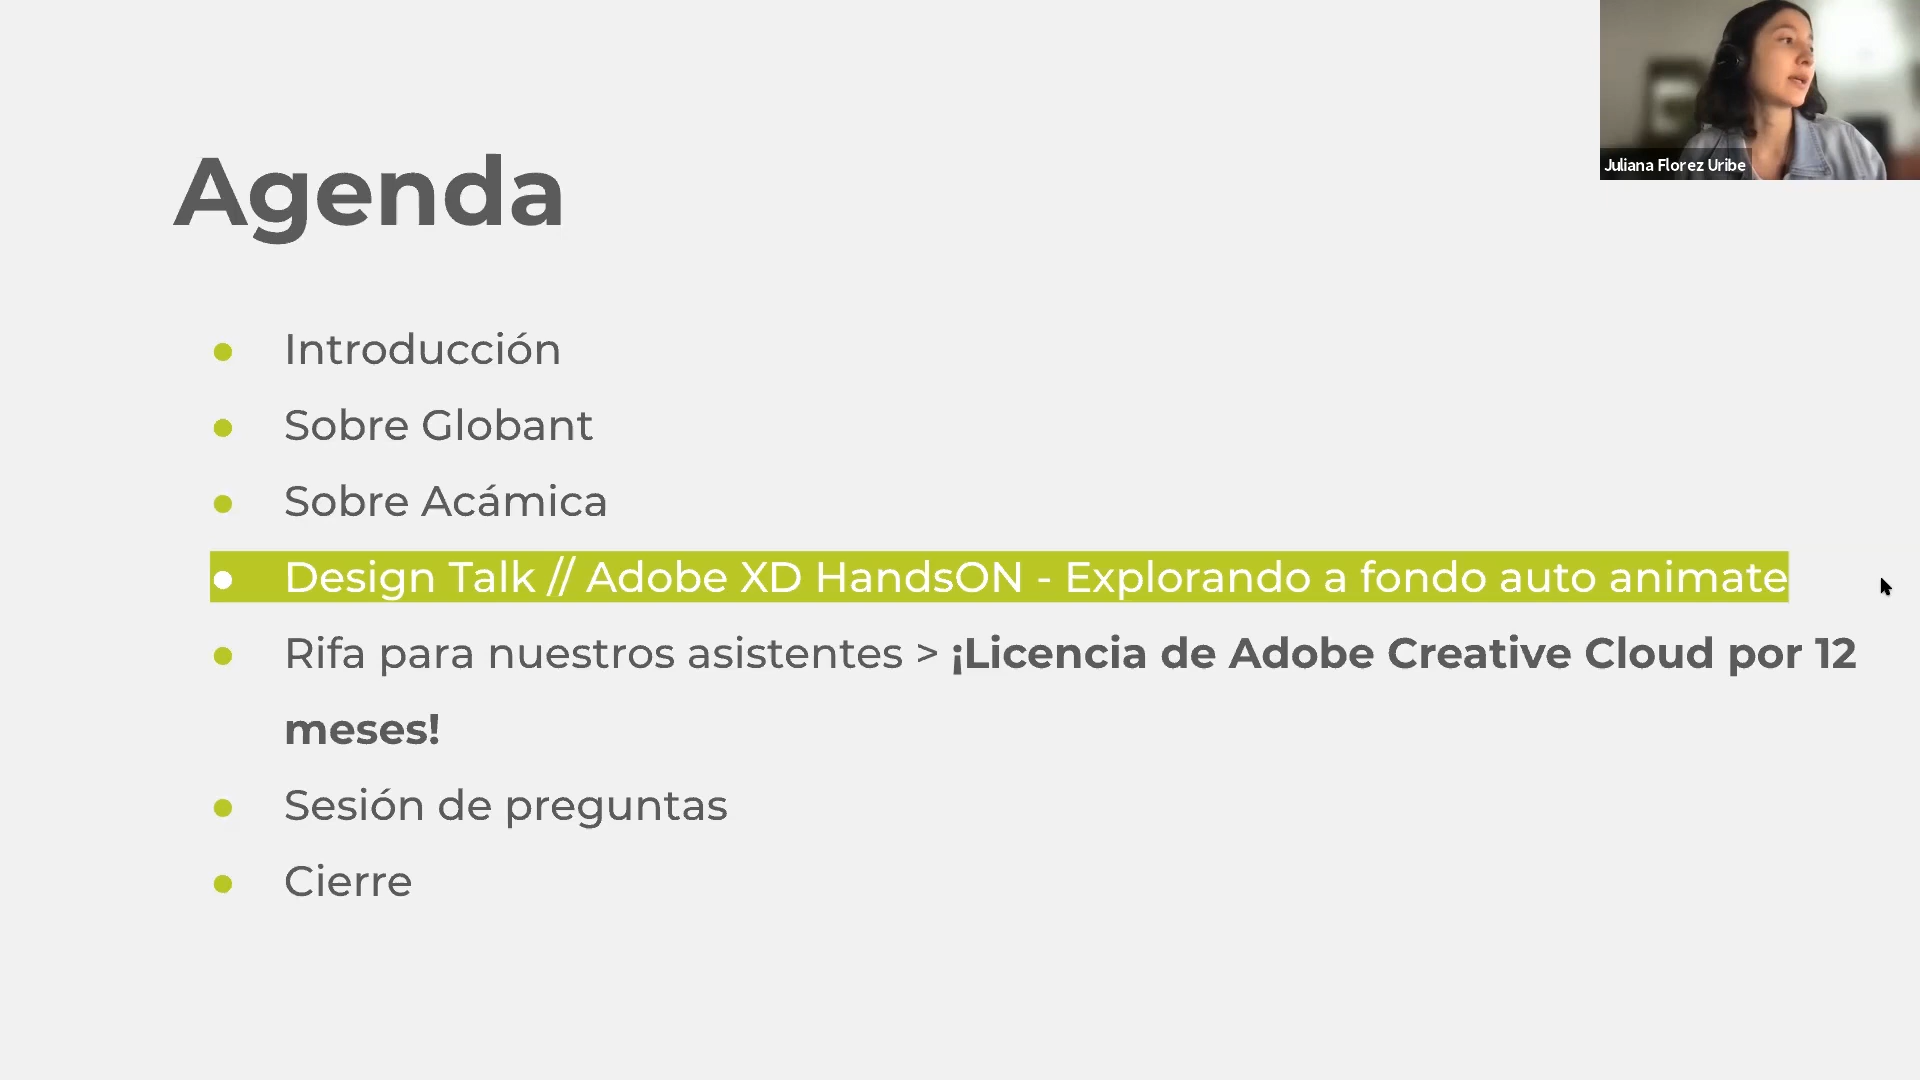 Juliana Florez Uribe
Agenda
● Introducción
● Sobre Globant
● Sobre Acámica
● Design Talk // Adobe XD HandsON - Explorando a fondo auto animate
● Rifa para nuestros asistentes > ¡Licencia de Adobe Creative Cloud por 12
meses!
● Sesión de preguntas
● Cierre